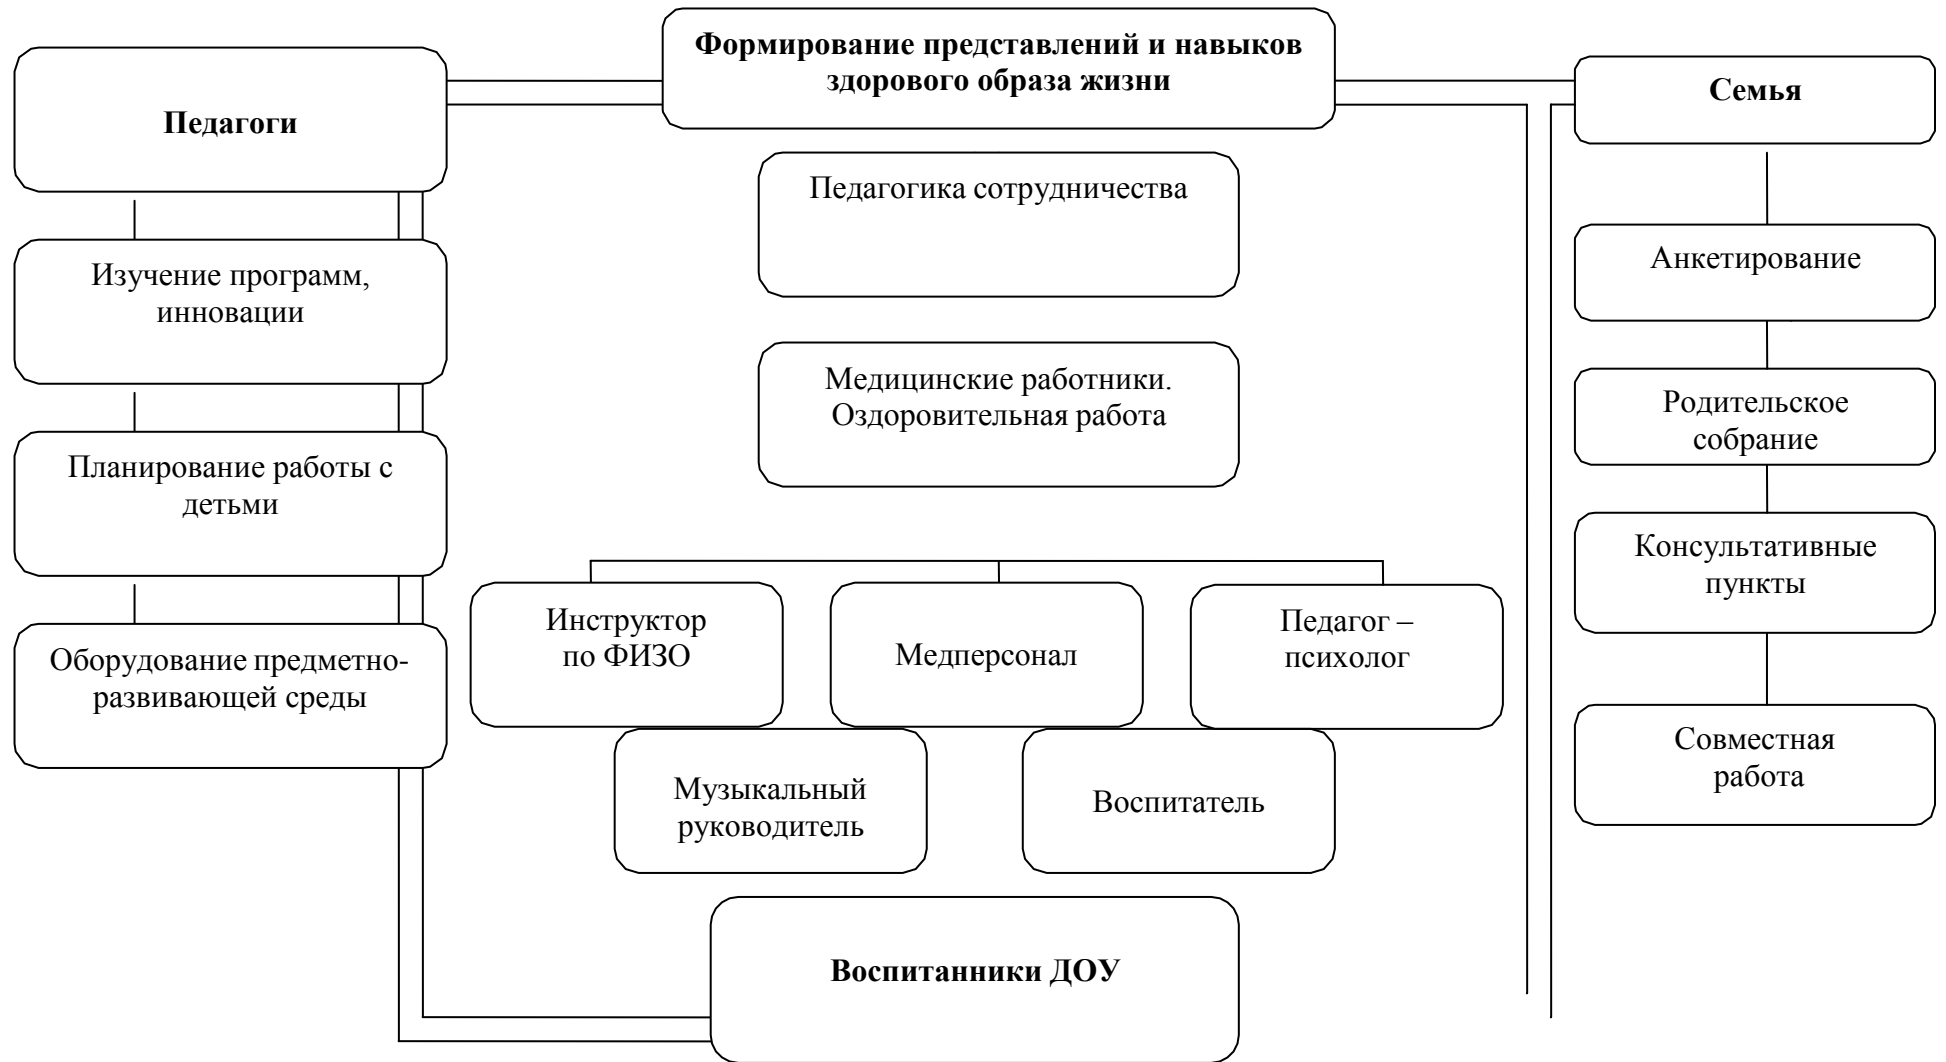 Формирование представлений и навыков
здорового образа жизни
Педагоги
Семья
Педагогика сотрудничества
Изучение программ,
инновации
Анкетирование
Медицинские работники.
Оздоровительная работа
Родительское
собрание
Планирование работы с
детьми
Консультативные
пункты
Инструктор
по ФИЗО
Медперсонал
Педагог –
психолог
Оборудование предметно-
развивающей среды
Совместная
работа
Музыкальный
руководитель
Воспитатель
Воспитанники ДОУ